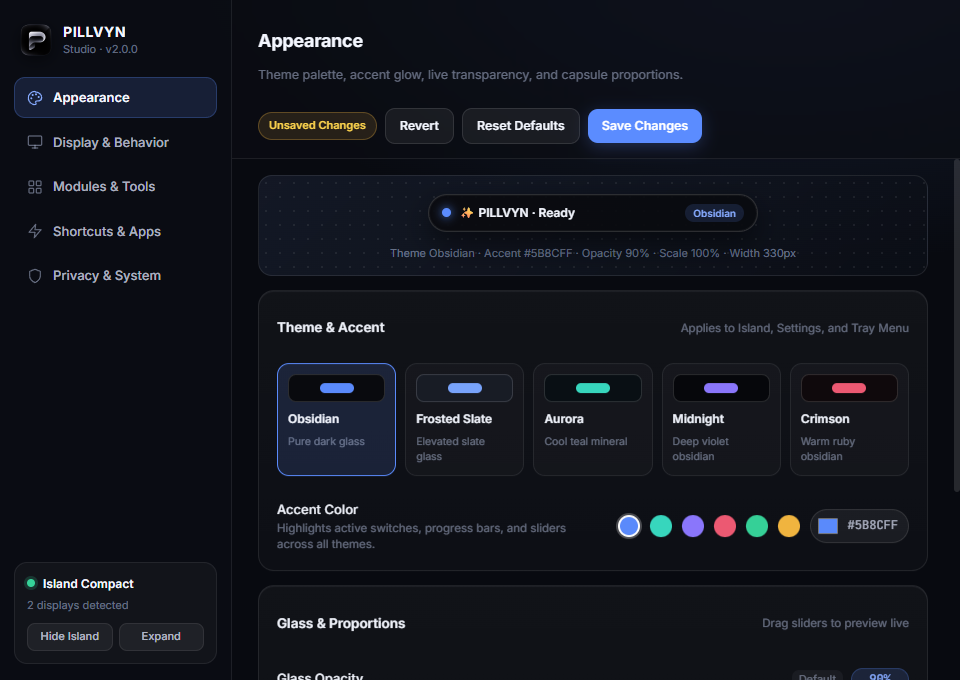 PILLVYN
Studio · v2.0.0
Appearance
Display & Behavior
Modules & Tools
Shortcuts & Apps
Privacy & System
Island Compact
2 displays detected
Hide Island
Expand
Appearance
Theme palette, accent glow, live transparency, and capsule proportions.
Unsaved Changes
Revert
Reset Defaults
Save Changes
✨ PILLVYN · Ready
Obsidian
Theme Obsidian · Accent #5B8CFF · Opacity 90% · Scale 100% · Width 330px
Theme & Accent
Applies to Island, Settings, and Tray Menu
Obsidian
Pure dark glass
Frosted Slate
Elevated slate
glass
Aurora
Cool teal mineral
Midnight
Deep violet
obsidian
Crimson
Warm ruby
obsidian
Accent Color
Highlights active switches, progress bars, and sliders
across all themes.
#5B8CFF
Glass & Proportions
Drag sliders to preview live
Glass Opacity
Default
90%